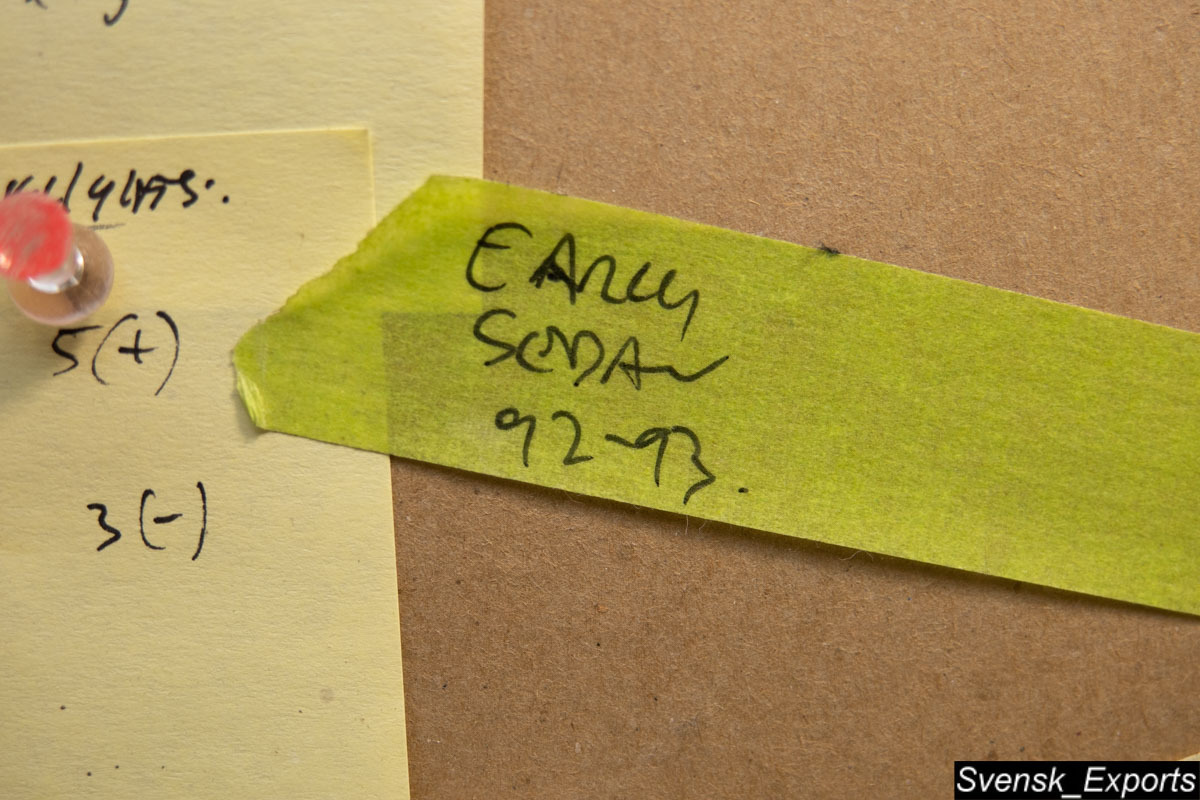 5(+)
3(-)
EARLY
SEDAN
92-93.
Svensk_Exports